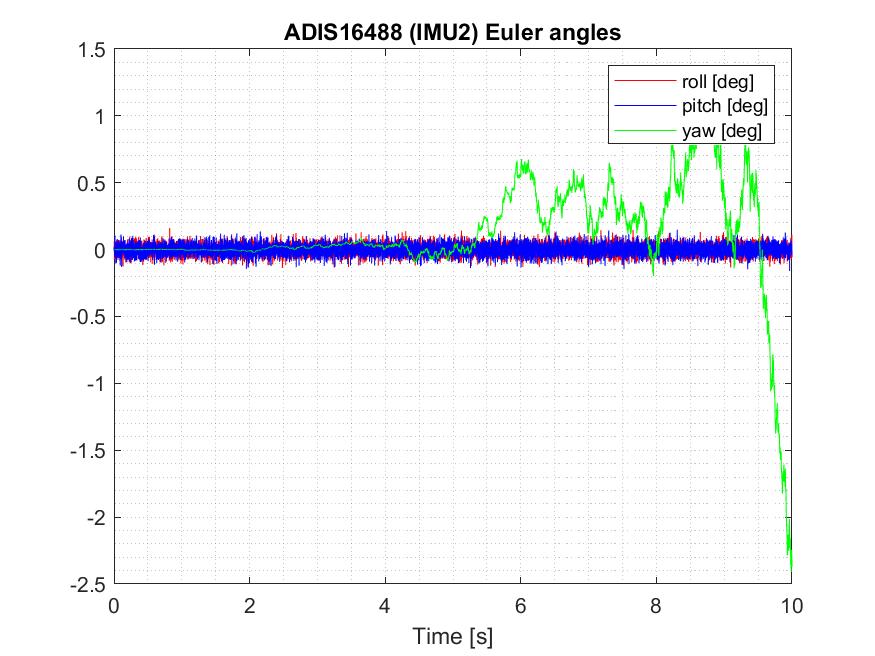 ADIS16488 (IMU2) Euler angles
1.5
1
0.5
0
-0.5
-1
-1.5
-2
-2.5
roll [deg]
pitch [deg]
yaw [deg]
0 2 4 6 8 10
Time [s]